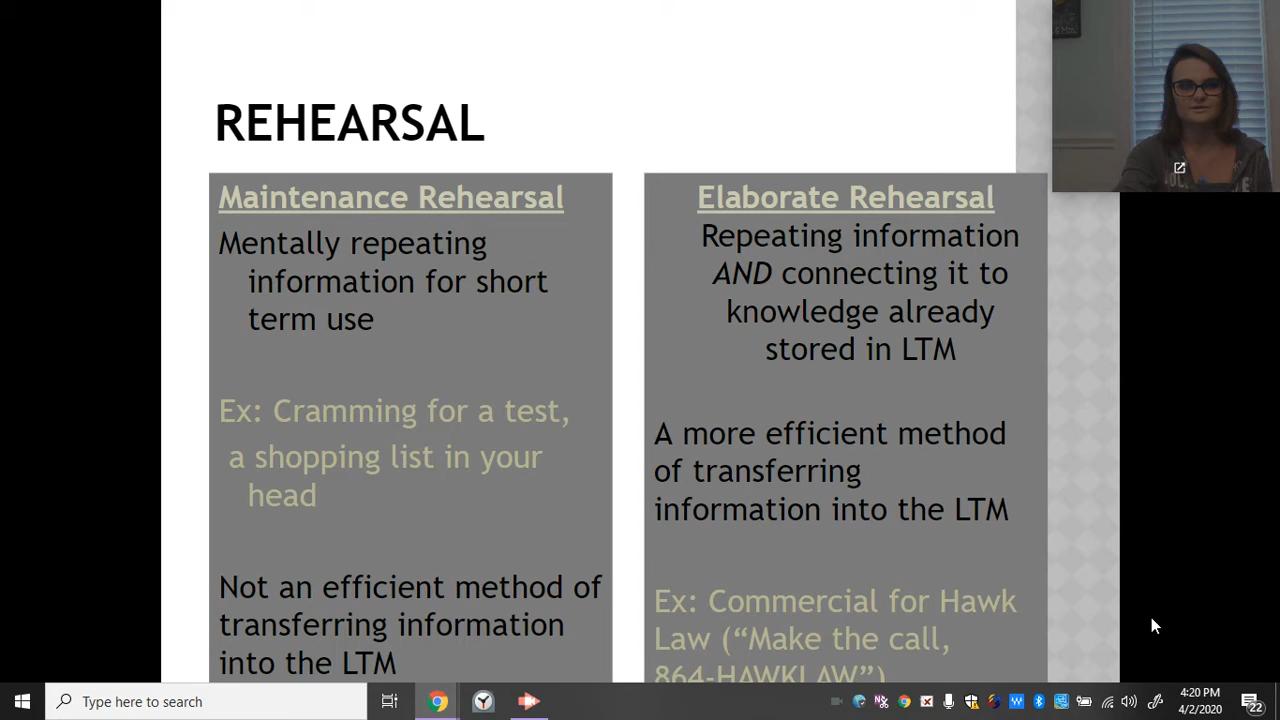 REHEARSAL
Maintenance Rehearsal
Mentally repeating
information for short
term use
Ex: Cramming for a test,
a shopping list in your
head
Not an efficient method of
transferring information
into the LTM
Elaborate Rehearsal
Repeating information
AND connecting it to
knowledge already
stored in LTM
A more efficient method
of transferring
information into the LTM
Ex: Commercial for Hawk
Law (“Make the call,
864-HAWKLAW”)
Type here to search
4:20 PM
4/2/2020
22